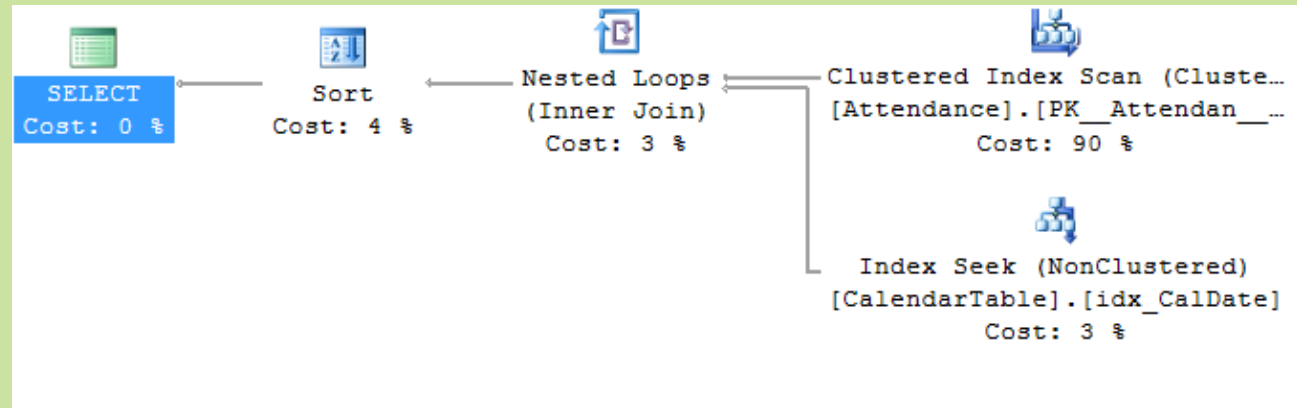 SELECT
Cost: 0 %
Sort
Cost: 4 %
Nested Loops
(Inner Join)
Cost: 3 %
Clustered Index Scan (Cluste…
[Attendance].[PK__Attendan__…
Cost: 90 %
Index Seek (NonClustered)
[CalendarTable].[idx_CalDate]
Cost: 3 %